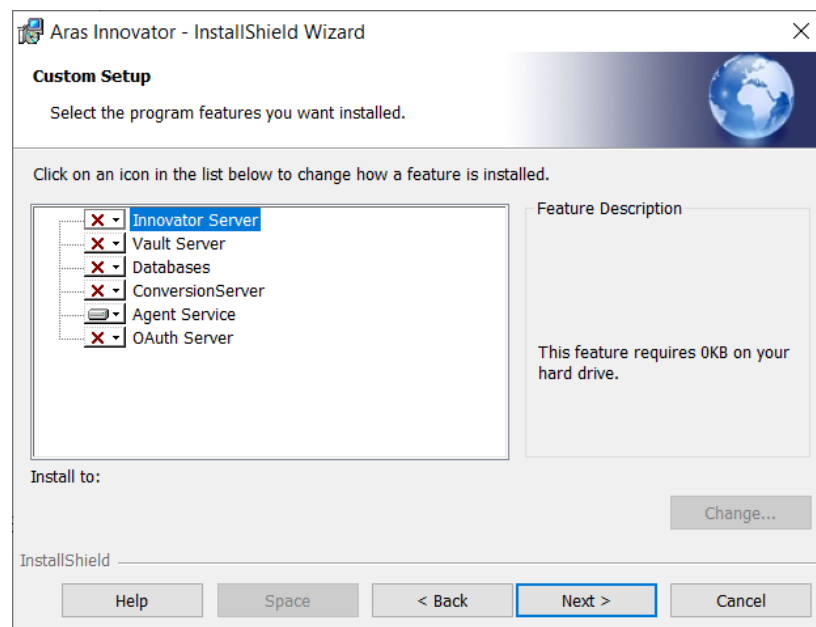 Aras Innovator - InstallShield Wizard
Custom Setup
Select the program features you want installed.
Click on an icon in the list below to change how a feature is installed.
Innovator Server
Vault Server
Databases
ConversionServer
Agent Service
OAuth Server
Feature Description
This feature requires 0KB on your
hard drive.
Install to:
Change...
InstallShield
Help
Space
< Back
Next >
Cancel